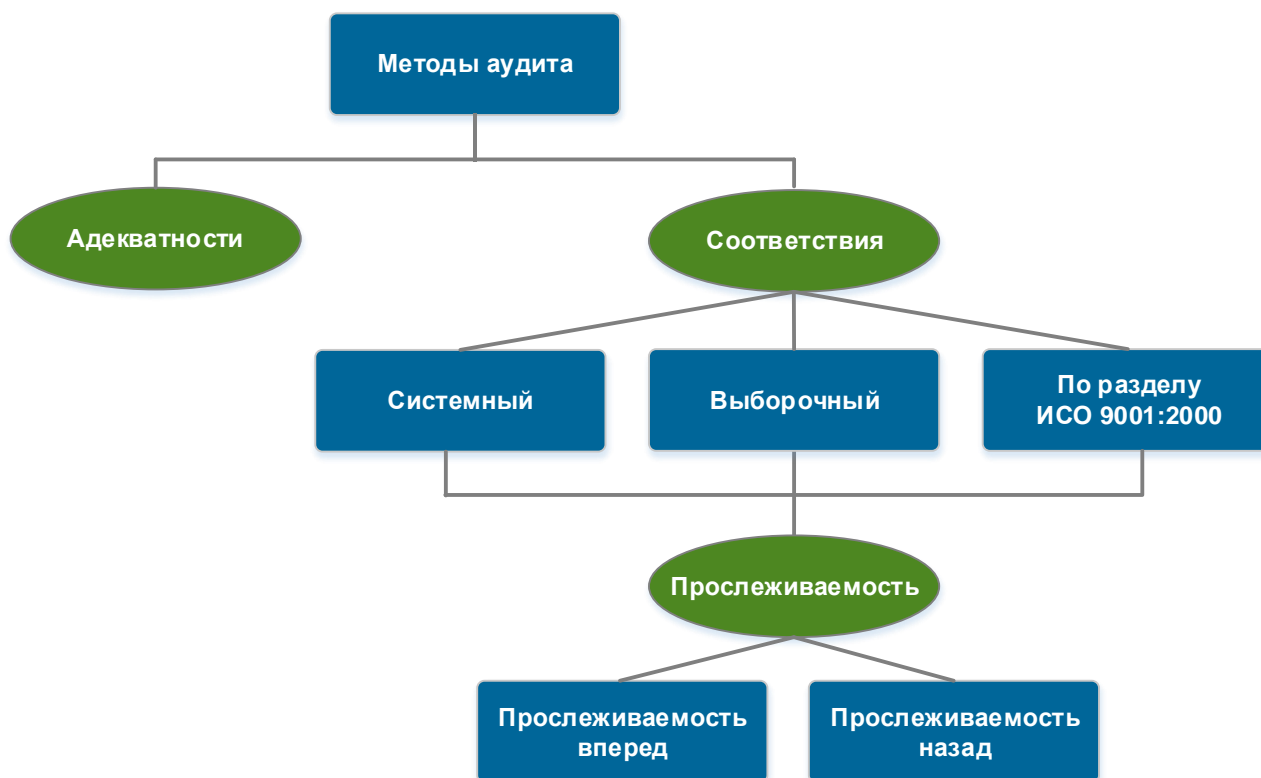 Методы аудита
Адекватности
Соответствия
Системный
Выборочный
По разделу
ИСО 9001:2000
Прослеживаемость
Прослеживаемость
вперед
Прослеживаемость
назад